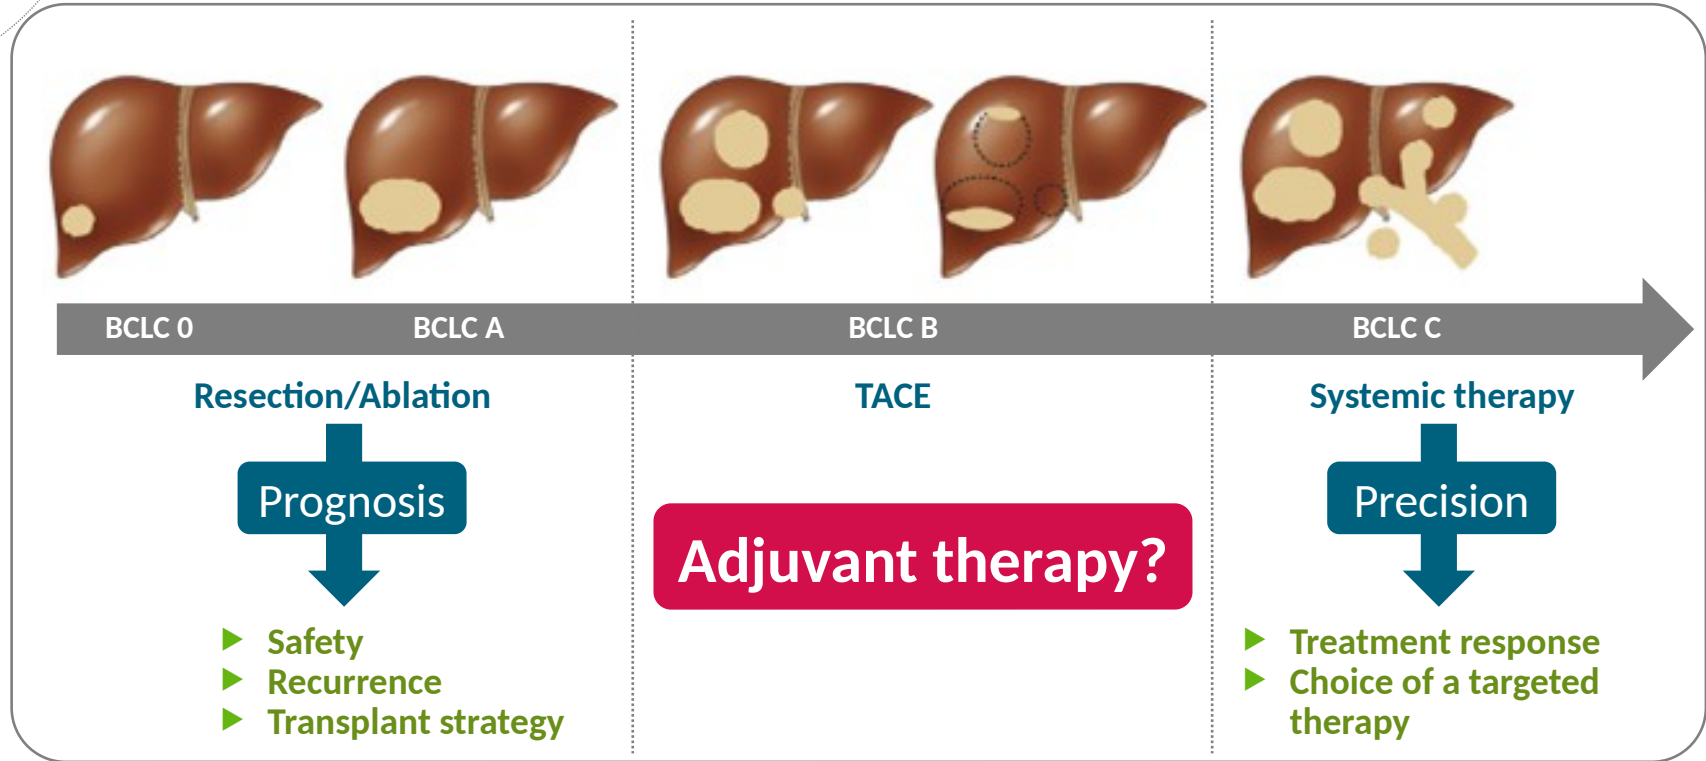 BCLC 0
BCLC A
BCLC B
BCLC C
Resection/Ablation
TACE
Systemic therapy
Prognosis
Adjuvant therapy?
Precision
Safety
Recurrence
Transplant strategy
Treatment response
Choice of a targeted
therapy